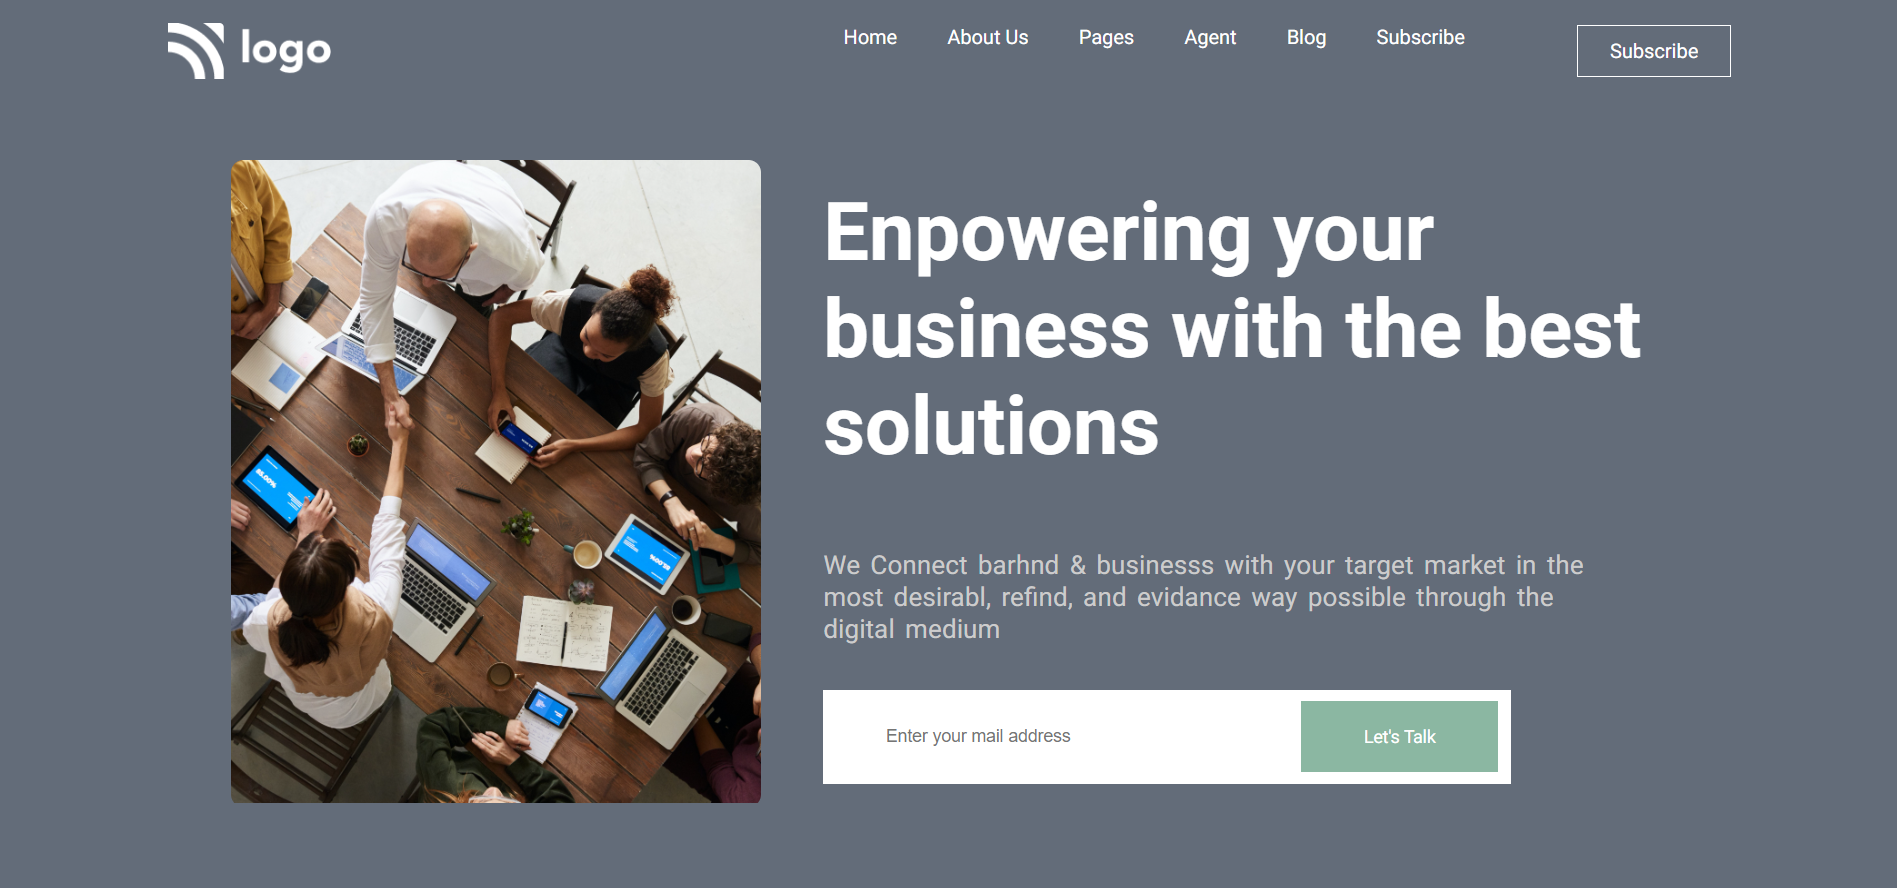 logo
Home About Us Pages Agent Blog Subscribe
Subscribe
Enpowering your
business with the best
solutions
We Connect barhnd & businesss with your target market in the
most desirabl, refind, and evidance way possible through the
digital medium
Enter your mail address
Let's Talk